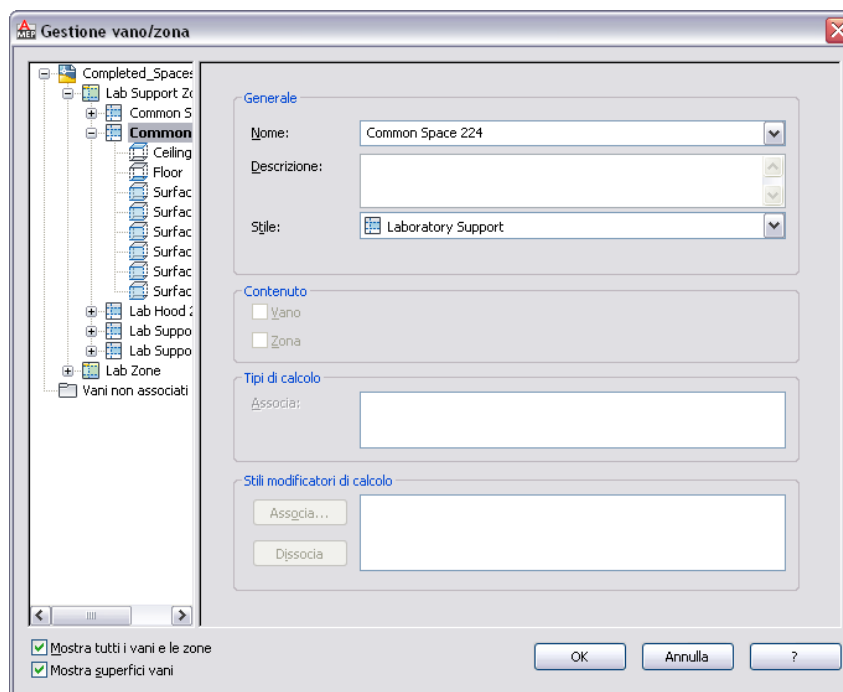 Gestione vano/zona
Completed_Spaces
Lab Support Zo
Common S
Common
Ceiling
Floor
Surfac
Surfac
Surfac
Surfac
Surfac
Surfac
Lab Hood 2
Lab Suppo
Lab Suppo
Lab Zone
Vani non associati
Generale
Nome:
Common Space 224
Descrizione:
Stile:
Laboratory Support
Contenuto
Vano
Zona
Tipi di calcolo
Associa:
Stili modificatori di calcolo
Associa...
Dissocia
Mostra tutti i vani e le zone
Mostra superfici vani
OK
Annulla
?